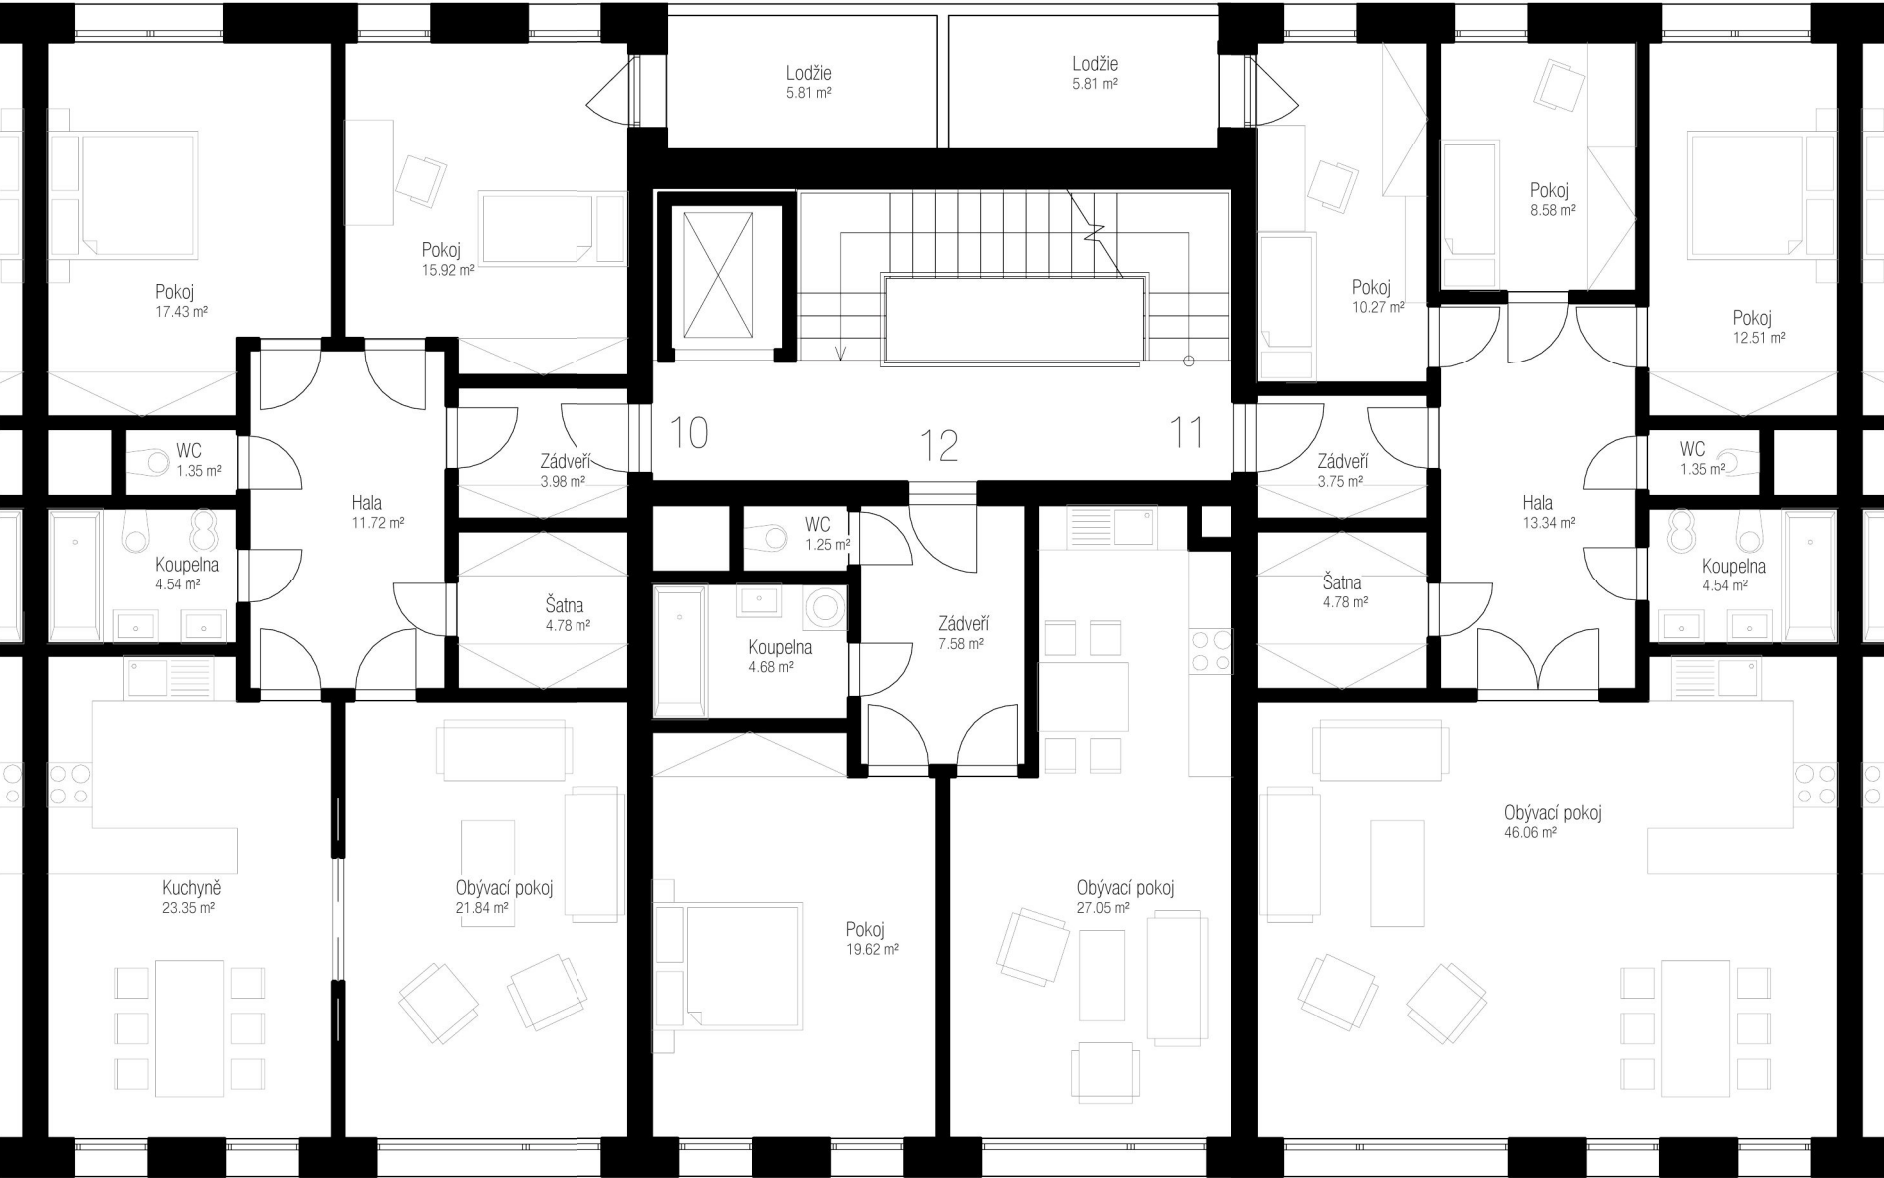 Lodžie
5.81 m²
Lodžie
5.81 m²
Pokoj
17.43 m²
Pokoj
15.92 m²
Pokoj
10.27 m²
Pokoj
8.58 m²
Pokoj
12.51 m²
10
12
11
WC
1.35 m²
Hala
11.72 m²
Zádveří
3.98 m²
Koupelna
4.54 m²
Šatna
4.78 m²
WC
1.25 m²
Koupelna
4.68 m²
Zádveří
7.58 m²
Zádveří
3.75 m²
Šatna
4.78 m²
Hala
13.34 m²
WC
1.35 m²
Koupelna
4.54 m²
Kuchyně
23.35 m²
Obývací pokoj
21.84 m²
Pokoj
19.62 m²
Obývací pokoj
27.05 m²
Obývací pokoj
46.06 m²